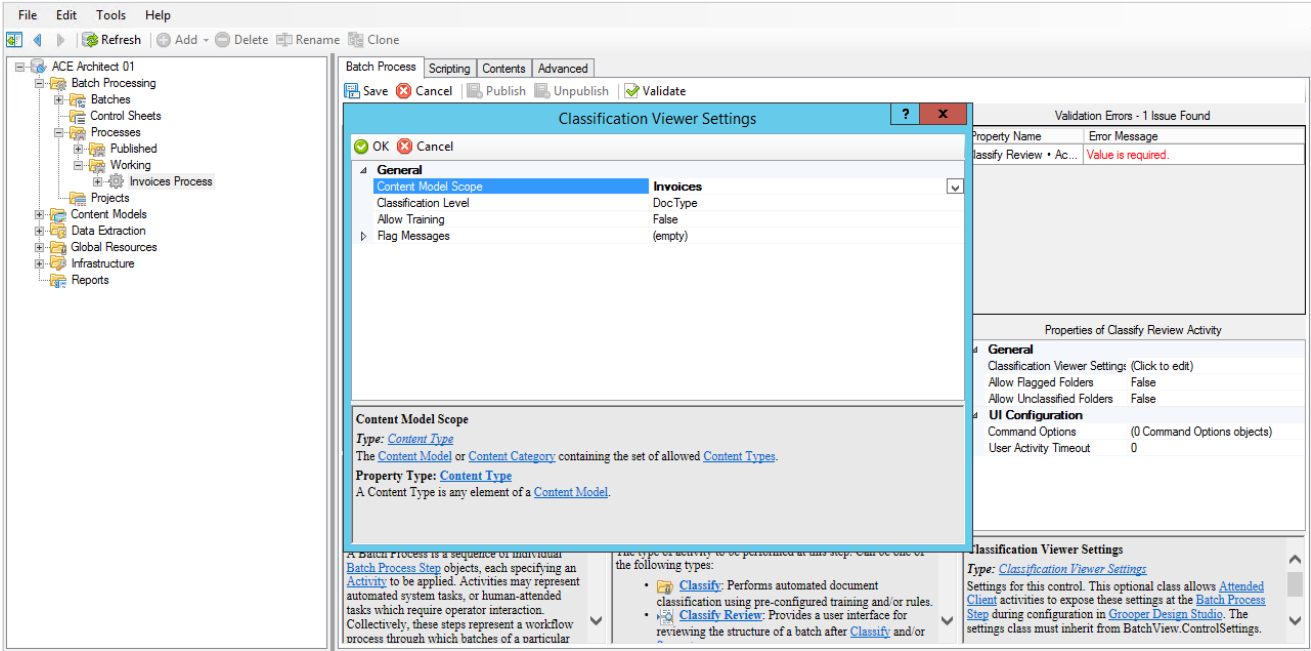 File Edit Tools Help
Refresh Add Delete Rename Clone
ACE Architect 01
Batch Processing
Batches
Control Sheets
Processes
Published
Working
Invoices Process
Projects
Content Models
Data Extraction
Global Resources
Infrastructure
Reports
Batch Process Scripting Contents Advanced
Save Cancel Publish Unpublish Validate
Classification Viewer Settings ? x
OK Cancel
General
Content Model Scope Invoices
Classification Level DocType
Allow Training False
Flag Messages (empty)
Content Model Scope
Type: Content Type
The Content Model or Content Category containing the set of allowed Content Types.
Property Type: Content Type
A Content Type is any element of a Content Model.
Validation Errors - 1 Issue Found
Property Name Error Message
lassify Review • Ac... Value is required.
Properties of Classify Review Activity
General
Classification Viewer Settings (Click to edit)
Allow Flagged Folders False
Allow Unclassified Folders False
UI Configuration
Command Options (0 Command Options objects)
User Activity Timeout 0
A Batch Process is a sequence of individual
Batch Process Step objects, each specifying an
Activity to be applied. Activities may represent
automated system tasks, or human-attended
tasks which require operator interaction.
Collectively, these steps represent a workflow
process through which batches of a particular
The type of activity to be performed at this step. Can be one of
the following types:
• Classify: Performs automated document
classification using pre-configured training and/or rules.
• Classify Review: Provides a user interface for
reviewing the structure of a batch after Classify and/or
Classification Viewer Settings
Type: Classification Viewer Settings
Settings for this control. This optional class allows Attended
Client activities to expose these settings at the Batch Process
Step during configuration in Grooper Design Studio. The
settings class must inherit from BatchView.ControlSettings.